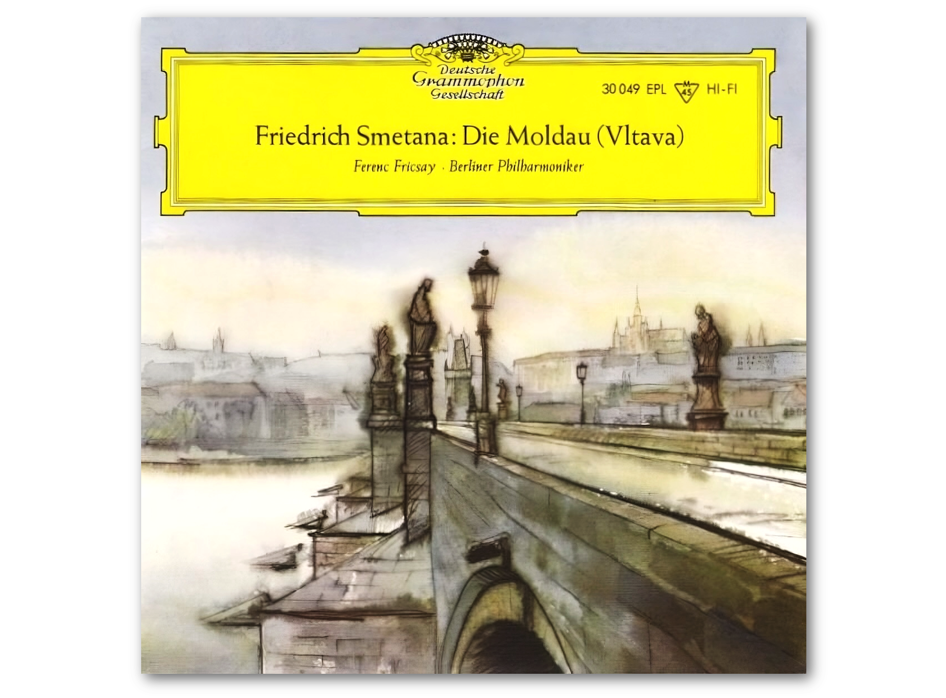 Deutsche
Grammophon
Gesellschaft
30 049 EPL M 45 HI-FI
Friedrich Smetana: Die Moldau (Vltava)
Ferenc Fricsay · Berliner Philharmoniker